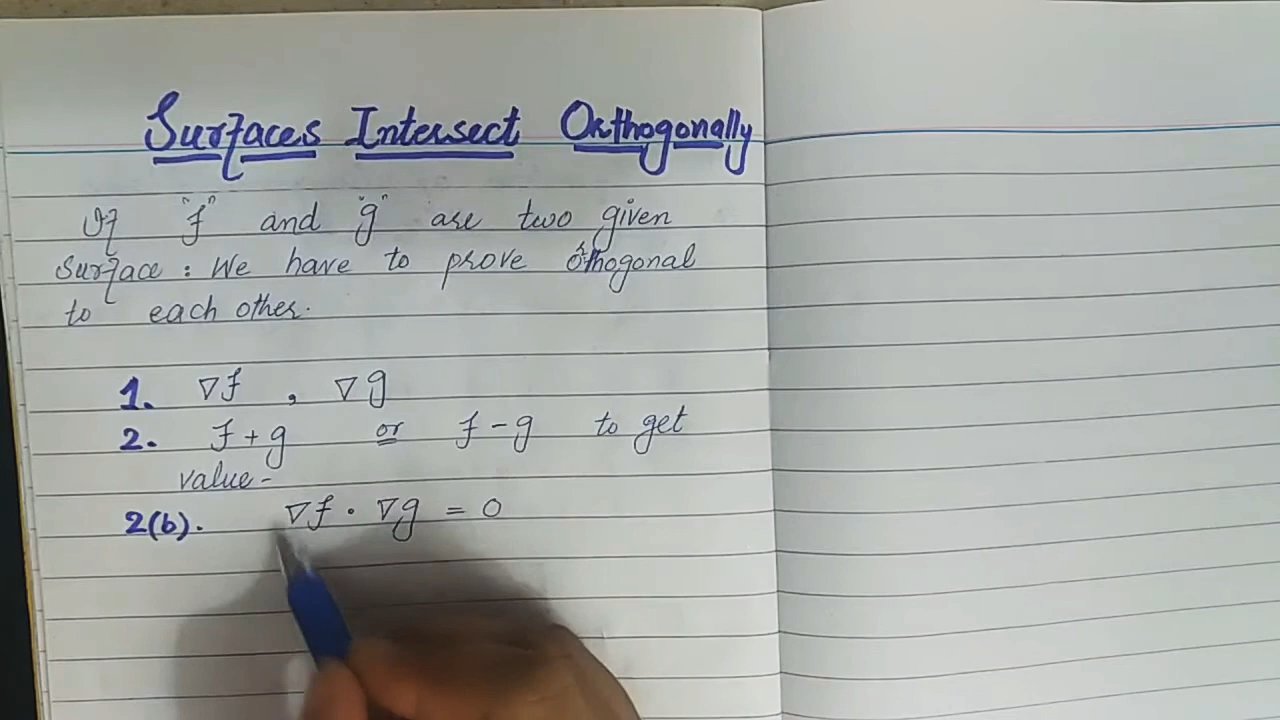 Surfaces Intersect Orthogonally
If "f" and "g" are two given
surface : We have to prove orthogonal
to each other.
1. ∇f , ∇g
2. f + g or f - g to get
value -
2(b). ∇f · ∇g = 0